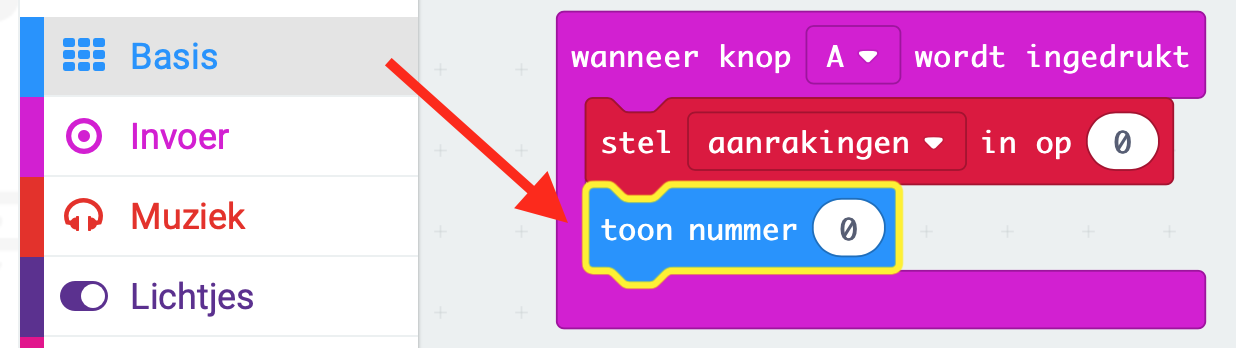 Basis
Invoer
Muziek
Lichtjes
wanneer knop A wordt ingedrukt
stel aanrakingen in op 0
toon nummer 0